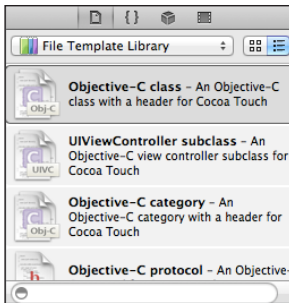 { }
File Template Library
Objective-C class – An Objective-C
class with a header for Cocoa Touch
Obj-C
UIViewController subclass – An
Objective-C view controller subclass for
Cocoa Touch
UIVC
Objective-C category – An
Objective-C category with a header for
Cocoa Touch
Obj-C
Objective-C protocol – An Objective-
h